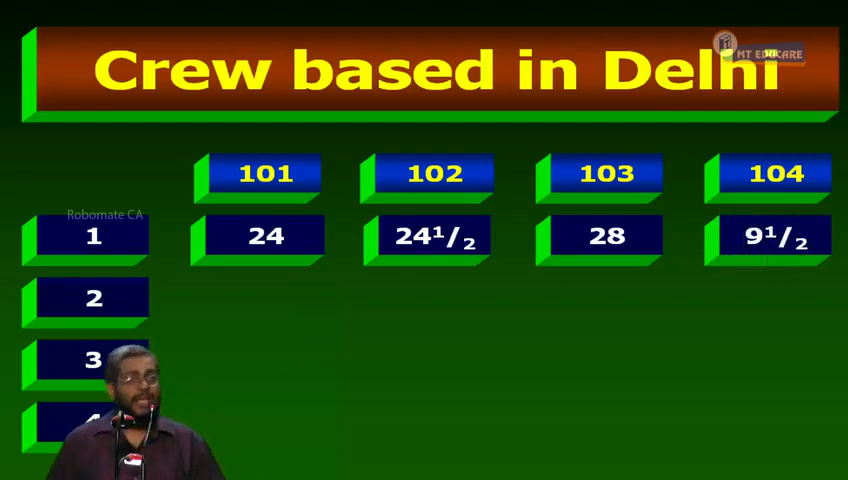 Crew based in Delhi
MT EDUCARE
101 102 103 104
Robomate CA
1 24 24¹/₂ 28 9¹/₂
2
3
4